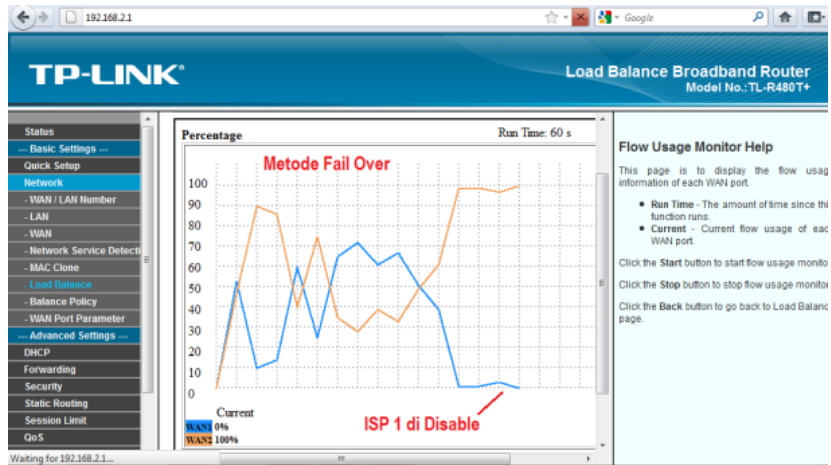 192.168.2.1
Google
TP-LINK®
Load Balance Broadband Router
Model No.:TL-R480T+
Status
--- Basic Settings ---
Quick Setup
Network
- WAN / LAN Number
- LAN
- WAN
- Network Service Detecti
- MAC Clone
- Load Balance
- Balance Policy
- WAN Port Parameter
--- Advanced Settings ---
DHCP
Forwarding
Security
Static Routing
Session Limit
QoS
Percentage
Run Time: 60 s
Metode Fail Over
100
90
80
70
60
50
40
30
20
10
0
Current
WAN1 0%
WAN2 100%
ISP 1 di Disable
Flow Usage Monitor Help
This page is to display the flow usag
information of each WAN port.
Run Time - The amount of time since thi
function runs.
Current - Current flow usage of eac
WAN port.
Click the Start button to start flow usage monito
Click the Stop button to stop flow usage monitor
Click the Back button to go back to Load Balanc
page.
Waiting for 192.168.2.1...